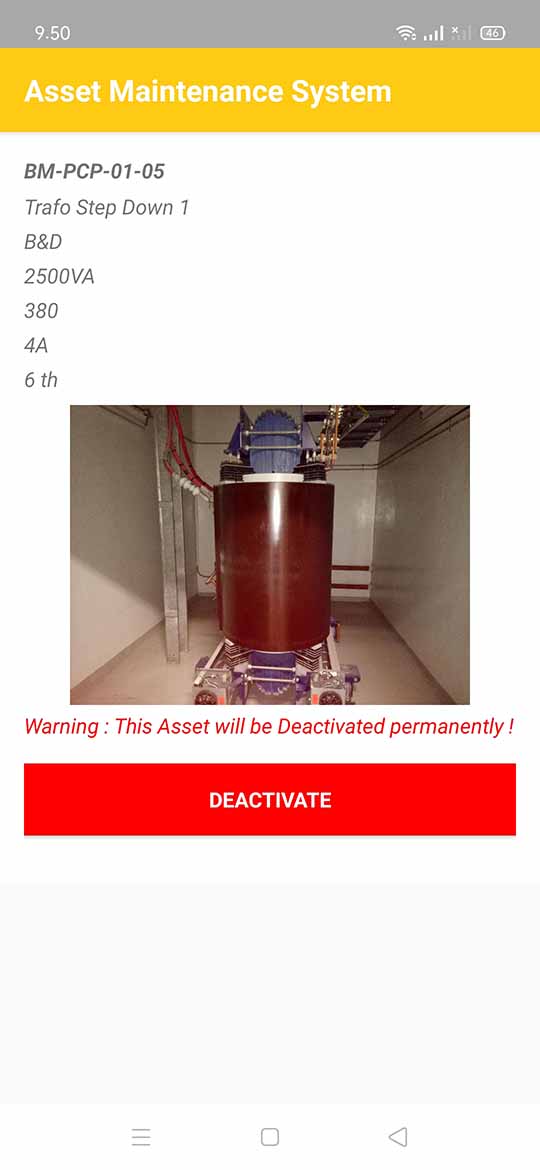 9.50
46
Asset Maintenance System
BM-PCP-01-05
Trafo Step Down 1
B&D
2500VA
380
4A
6 th
Warning : This Asset will be Deactivated permanently !
DEACTIVATE